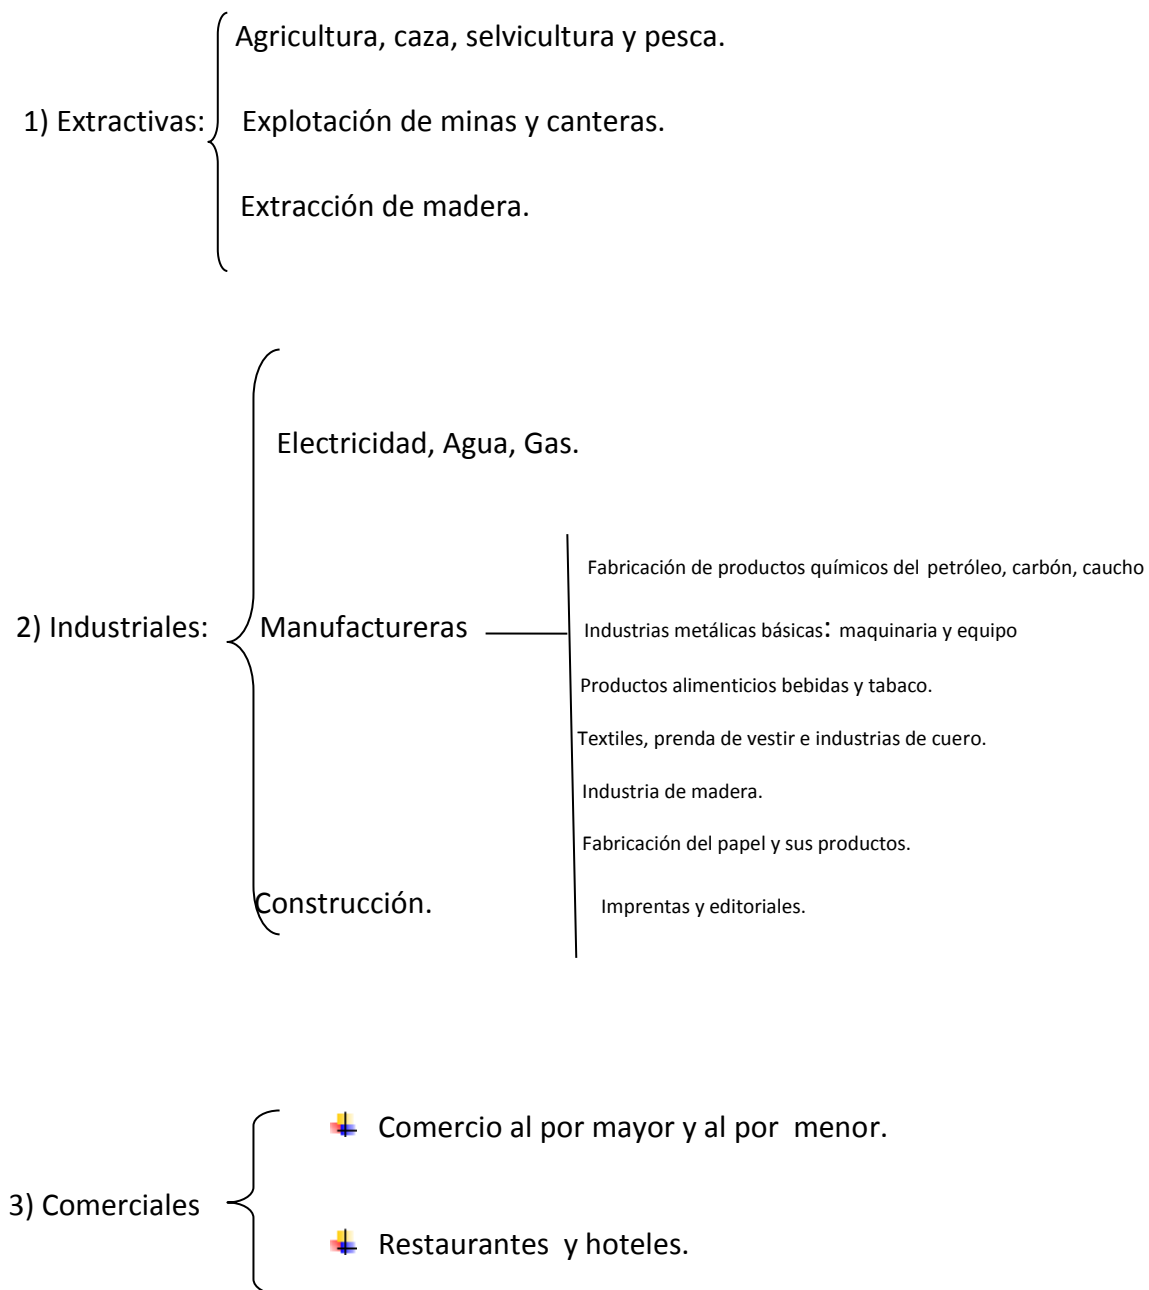 Agricultura, caza, selvicultura y pesca.
1) Extractivas:
Explotación de minas y canteras.
Extracción de madera.
Electricidad, Agua, Gas.
2) Industriales:
Manufactureras
Fabricación de productos químicos del petróleo, carbón, caucho
Industrias metálicas básicas: maquinaria y equipo
Productos alimenticios bebidas y tabaco.
Textiles, prenda de vestir e industrias de cuero.
Industria de madera.
Fabricación del papel y sus productos.
Imprentas y editoriales.
Construcción.
3) Comerciales
Comercio al por mayor y al por menor.
Restaurantes y hoteles.